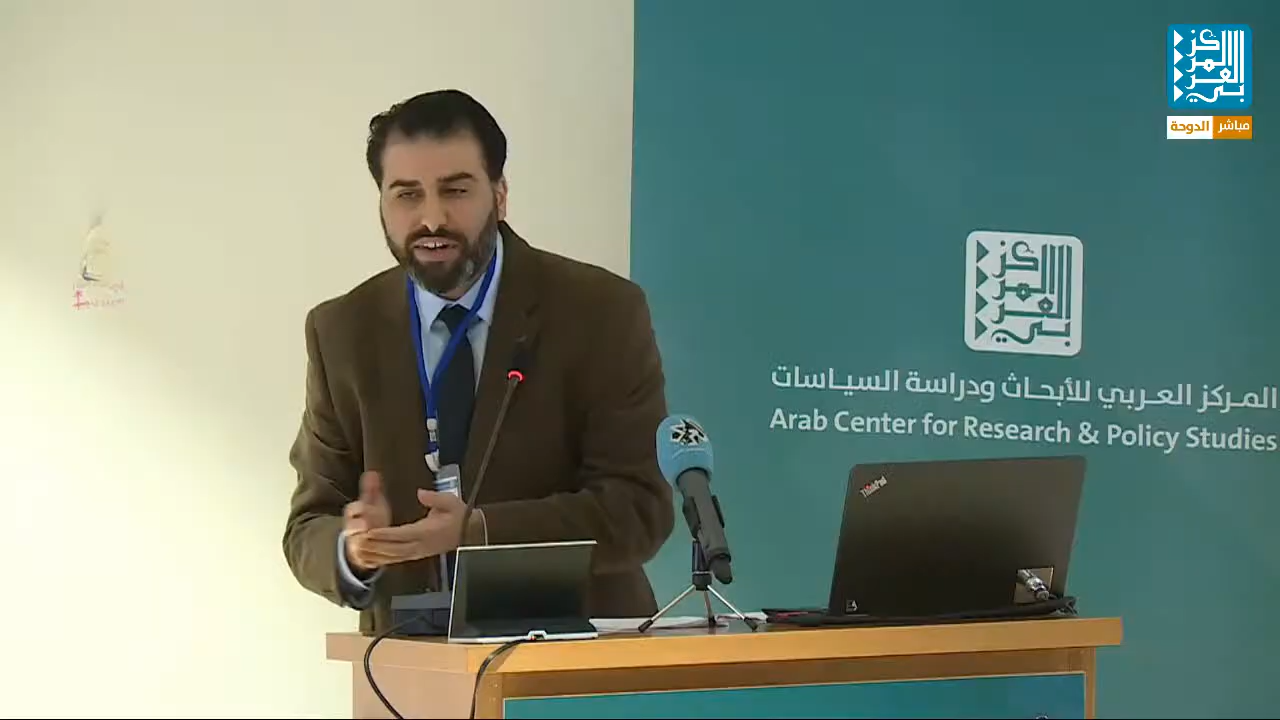 المركز العربي
مباشر الدوحة
المركز العربي
المركز العربي للأبحاث ودراسة السياسات
Arab Center for Research & Policy Studies
ThinkPad